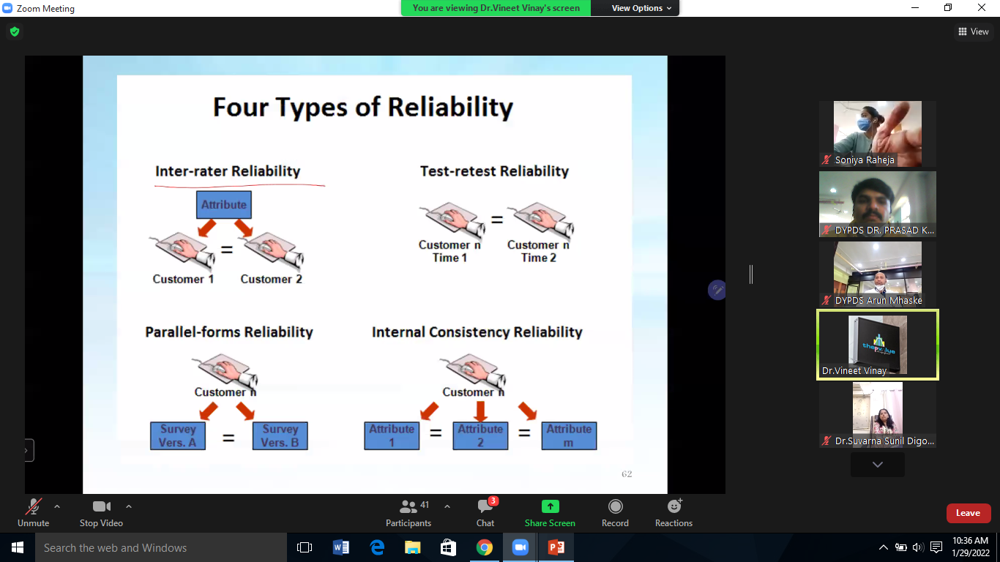 Zoom Meeting
You are viewing Dr.Vineet Vinay's screen
View Options
View
Four Types of Reliability
Inter-rater Reliability
Attribute
=
Customer 1
Customer 2
Test-retest Reliability
=
Customer n
Time 1
Customer n
Time 2
Parallel-forms Reliability
Customer n
Survey
Vers. A
=
Survey
Vers. B
Internal Consistency Reliability
Customer n
Attribute
1
=
Attribute
2
=
Attribute
m
62
Soniya Raheja
DYPDS DR. PRASAD K...
DYPDS Arun Mhaske
Dr.Vineet Vinay
Dr.Suvarna Sunil Digo...
Unmute
Stop Video
41
Participants
3
Chat
Share Screen
Record
Reactions
Leave
Search the web and Windows
10:36 AM
1/29/2022